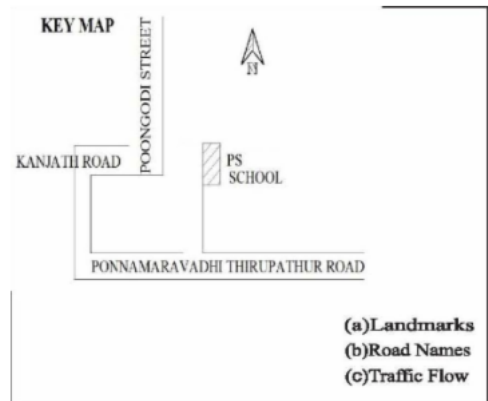 KEY MAP
POONGODI STREET
N
KANJATH ROAD
PS
SCHOOL
PONNAMARAVADHI THIRUPATHUR ROAD
(a)Landmarks
(b)Road Names
(c)Traffic Flow